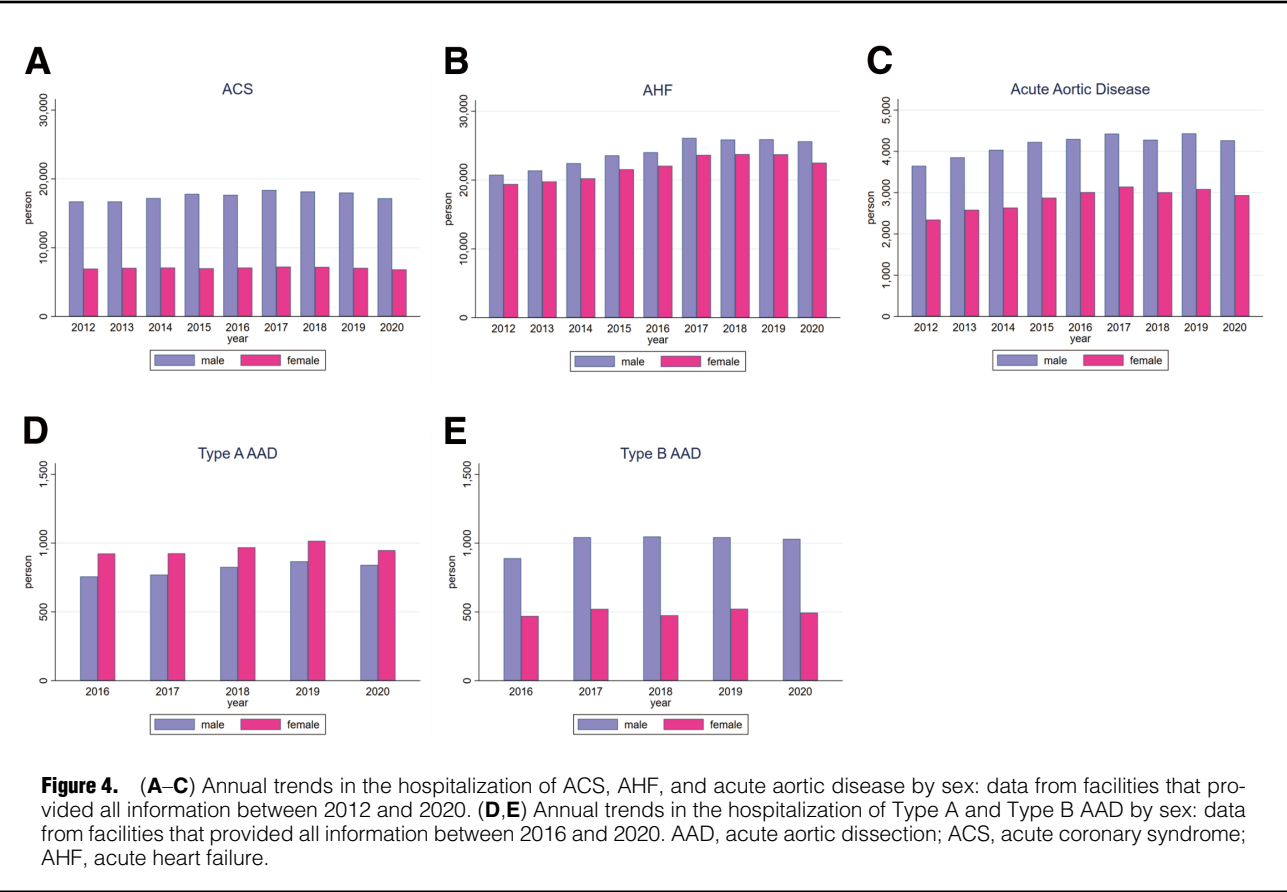 A
ACS
30,000
20,000
10,000
0
person
2012 2013 2014 2015 2016 2017 2018 2019 2020
year
male female
B
AHF
30,000
20,000
10,000
0
person
2012 2013 2014 2015 2016 2017 2018 2019 2020
year
male female
C
Acute Aortic Disease
5,000
4,000
3,000
2,000
1,000
0
person
2012 2013 2014 2015 2016 2017 2018 2019 2020
year
male female
D
Type A AAD
1,500
1,000
500
0
person
2016 2017 2018 2019 2020
year
male female
E
Type B AAD
1,500
1,000
500
0
person
2016 2017 2018 2019 2020
year
male female
Figure 4. (A–C) Annual trends in the hospitalization of ACS, AHF, and acute aortic disease by sex: data from facilities that pro-
vided all information between 2012 and 2020. (D,E) Annual trends in the hospitalization of Type A and Type B AAD by sex: data
from facilities that provided all information between 2016 and 2020. AAD, acute aortic dissection; ACS, acute coronary syndrome;
AHF, acute heart failure.